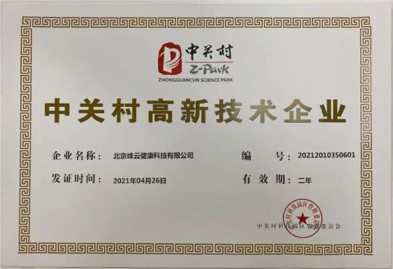 中关村
Z-Park
ZHONGGUANCUN SCIENCE PARK
中关村高新技术企业
企业名称： 北京峰云健康科技有限公司 编 号：20212010350601
发证时间： 2021年04月26日 有 效 期：二年
中关村科技园区管理委员会